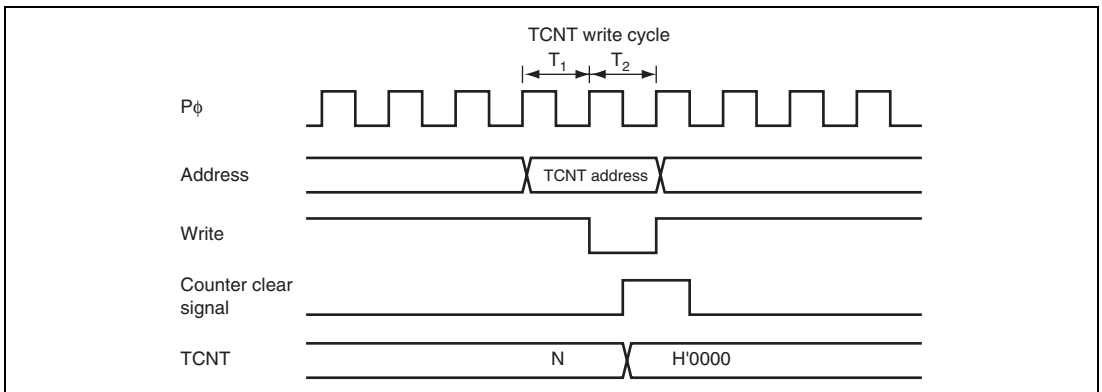 TCNT write cycle
T1 T2
Pϕ
Address
TCNT address
Write
Counter clear
signal
TCNT
N
H'0000